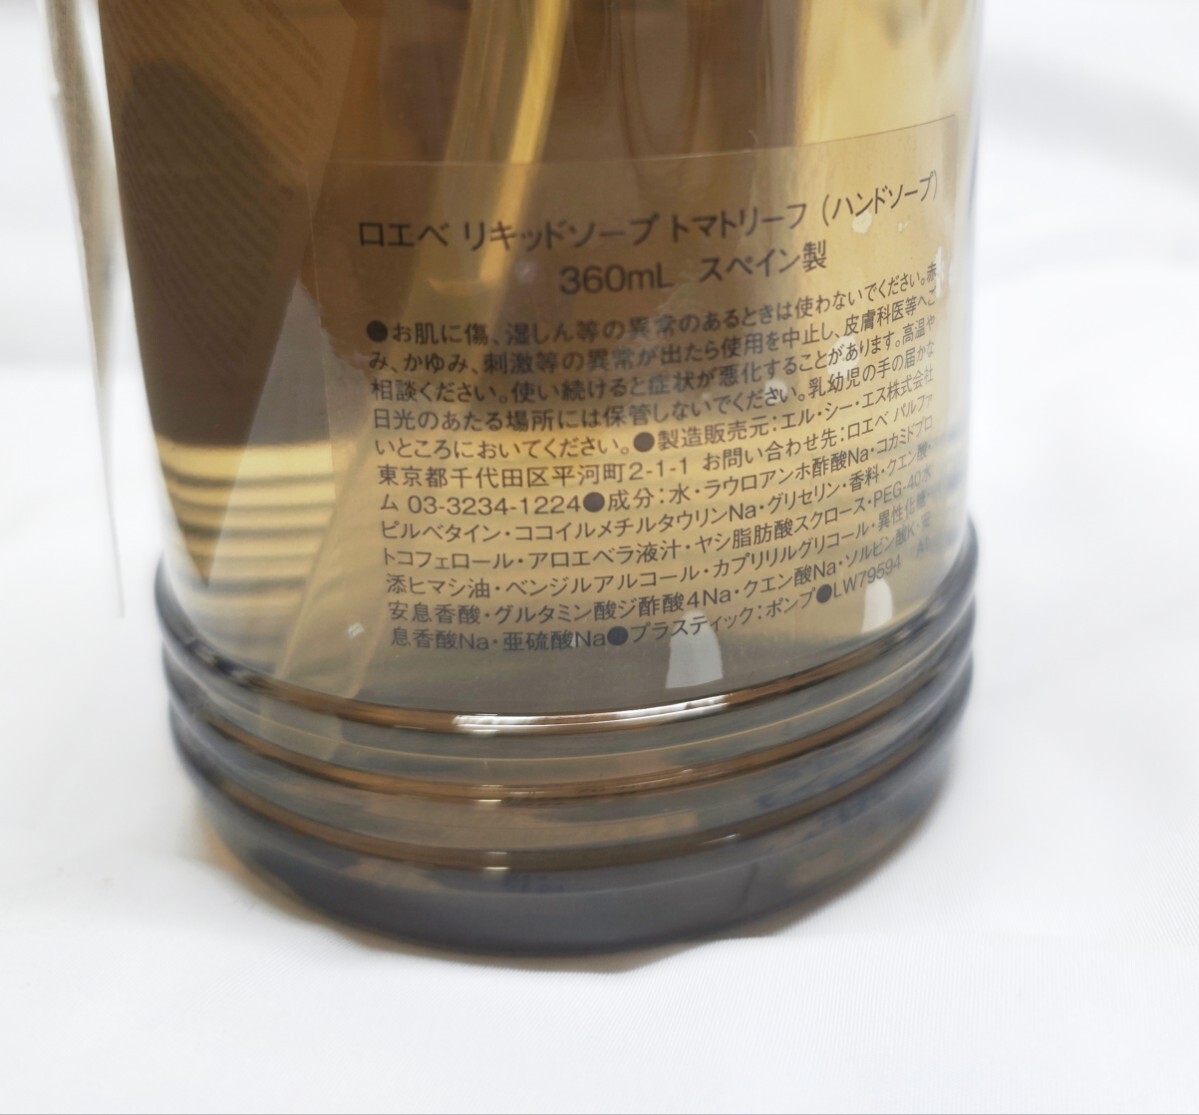 ロエベ リキッドソープ トマトリーフ (ハンドソープ)
360mL スペイン製
●お肌に傷、湿しん等の異常のあるときは使わないでください。赤
み、かゆみ、刺激等の異常が出たら使用を中止し、皮膚科医等へご
相談ください。使い続けると症状が悪化することがあります。高温や
日光のあたる場所には保管しないでください。乳幼児の手の届かな
いところにおいてください。●製造販売元:エル・シー・エス株式会社
東京都千代田区平河町2-1-1 お問い合わせ先:ロエベ パルファ
ム 03-3234-1224●成分:水・ラウロアンホ酢酸Na・コカミドプロ
ピルベタイン・ココイルメチルタウリンNa・グリセリン・香料・クエン酸・
トコフェロール・アロエベラ液汁・ヤシ脂肪酸スクロース・PEG-40水
添ヒマシ油・ベンジルアルコール・カプリリルグリコール・異性化糖・
安息香酸・グルタミン酸ジ酢酸4Na・クエン酸Na・ソルビン酸K・安
息香酸Na・亜硫酸Na●プラスティック:ポンプ●LW79594